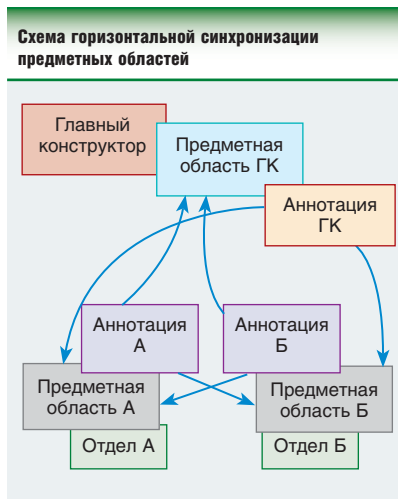 Схема горизонтальной синхронизации
предметных областей
Главный
конструктор
Предметная
область ГК
Аннотация
ГК
Аннотация
А
Аннотация
Б
Предметная
область А
Предметная
область Б
Отдел А
Отдел Б